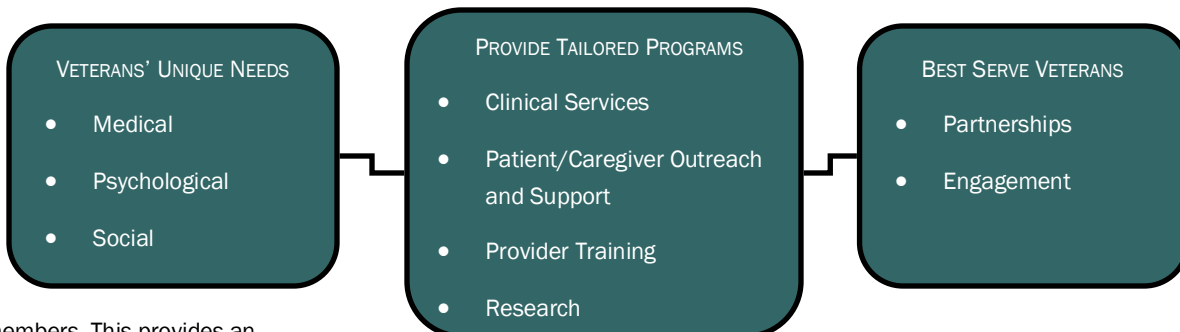 VETERANS' UNIQUE NEEDS
• Medical
• Psychological
• Social
PROVIDE TAILORED PROGRAMS
• Clinical Services
• Patient/Caregiver Outreach
and Support
• Provider Training
• Research
BEST SERVE VETERANS
• Partnerships
• Engagement
This provides an